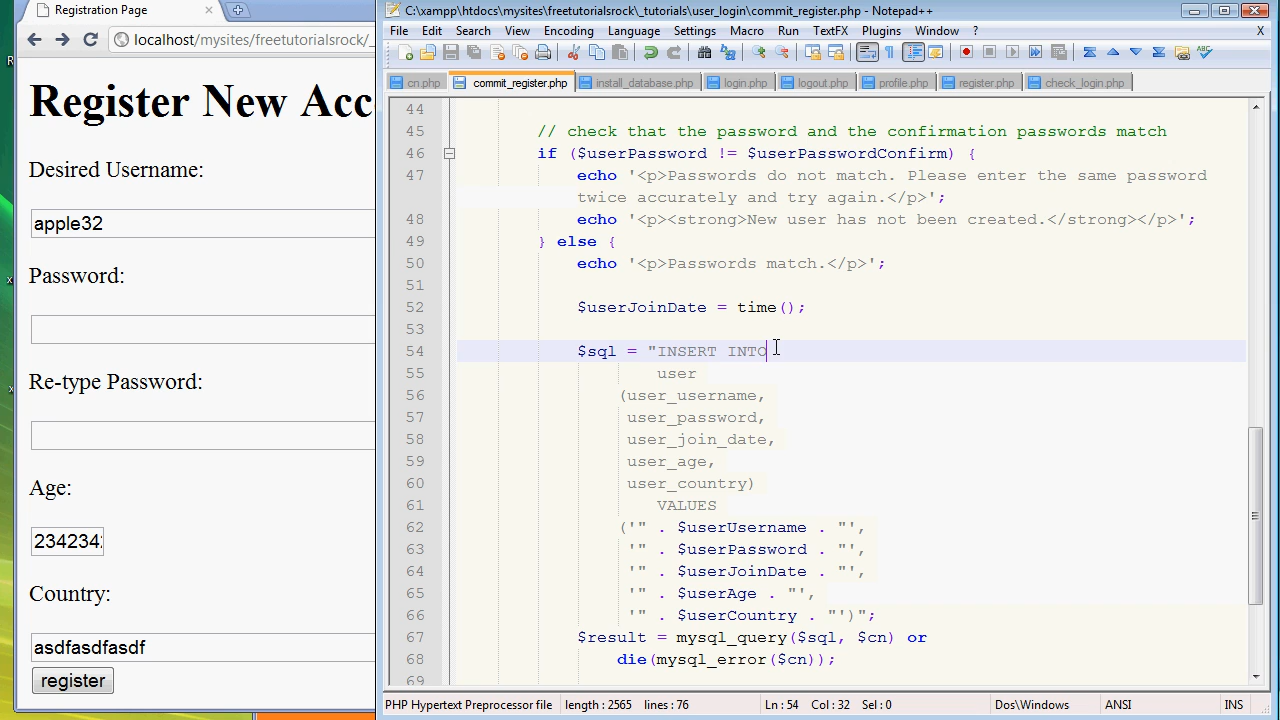 Registration Page
localhost/mysites/freetutorialsrock/_
Register New Acc
Desired Username:
apple32
Password:
Re-type Password:
Age:
234234
Country:
asdfasdfasdf
register
C:\xampp\htdocs\mysites\freetutorialsrock\_tutorials\user_login\commit_register.php - Notepad++
File Edit Search View Encoding Language Settings Macro Run TextFX Plugins Window ? X
cn.php commit_register.php install_database.php login.php logout.php profile.php register.php check_login.php
44
45 // check that the password and the confirmation passwords match
46 if ($userPassword != $userPasswordConfirm) {
47 echo '<p>Passwords do not match. Please enter the same password
twice accurately and try again.</p>';
48 echo '<p><strong>New user has not been created.</strong></p>';
49 } else {
50 echo '<p>Passwords match.</p>';
51
52 $userJoinDate = time();
53
54 $sql = "INSERT INTO
55 user
56 (user_username,
57 user_password,
58 user_join_date,
59 user_age,
60 user_country)
61 VALUES
62 ('" . $userUsername . "',
63 '" . $userPassword . "',
64 '" . $userJoinDate . "',
65 '" . $userAge . "',
66 '" . $userCountry . "')";
67 $result = mysql_query($sql, $cn) or
68 die(mysql_error($cn));
69
PHP Hypertext Preprocessor file length : 2565 lines : 76 Ln : 54 Col : 32 Sel : 0 Dos\Windows ANSI INS